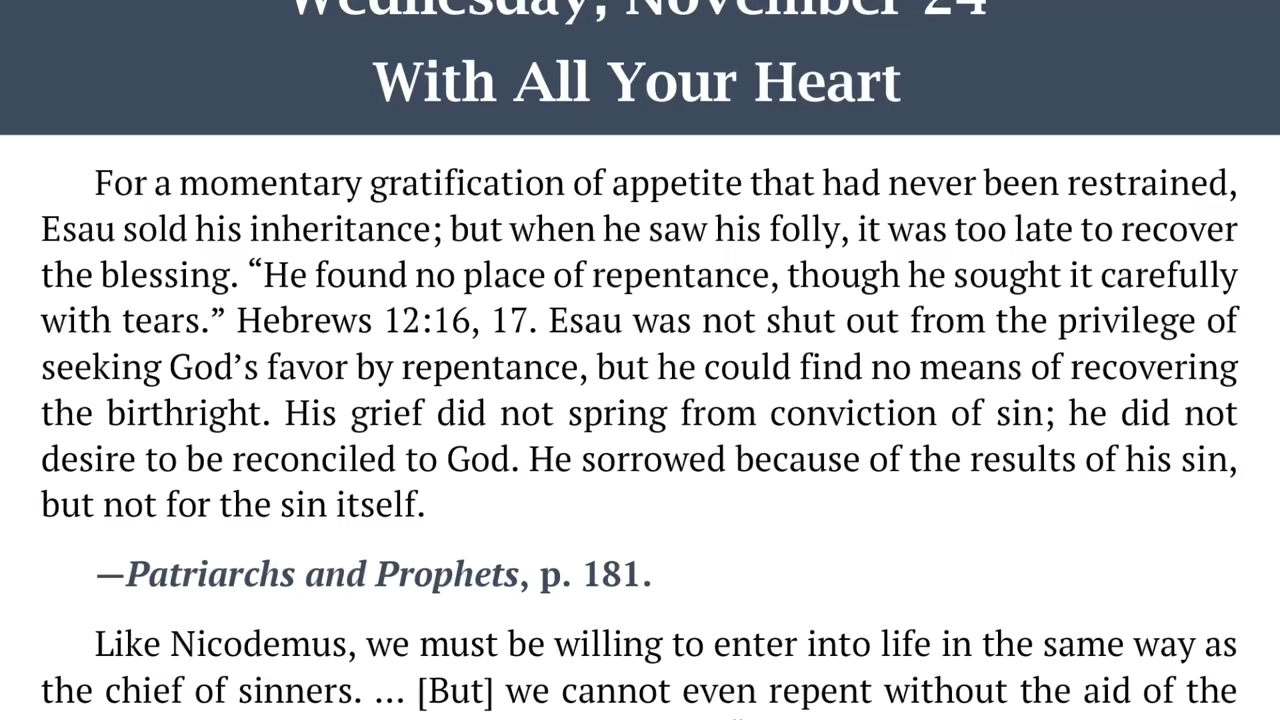 Wednesday, November 24
With All Your Heart
For a momentary gratification of appetite that had never been restrained,
Esau sold his inheritance; but when he saw his folly, it was too late to recover
the blessing. “He found no place of repentance, though he sought it carefully
with tears.” Hebrews 12:16, 17. Esau was not shut out from the privilege of
seeking God’s favor by repentance, but he could find no means of recovering
the birthright. His grief did not spring from conviction of sin; he did not
desire to be reconciled to God. He sorrowed because of the results of his sin,
but not for the sin itself.
—Patriarchs and Prophets, p. 181.
Like Nicodemus, we must be willing to enter into life in the same way as
the chief of sinners. ... [But] we cannot even repent without the aid of the